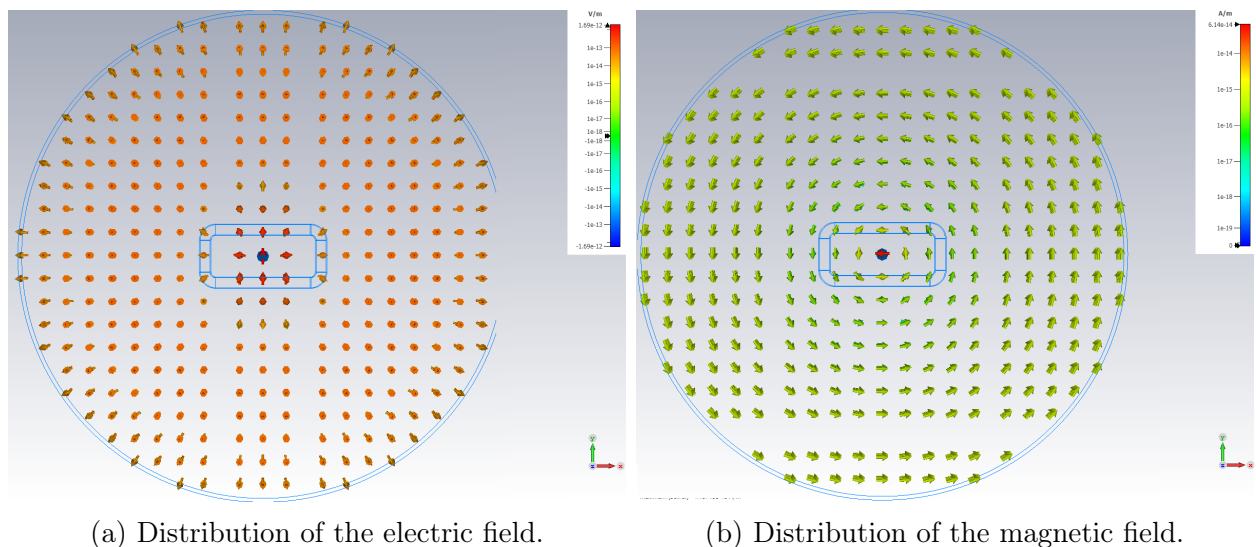 V/m
1.69e-12
1e-13
1e-14
1e-15
1e-16
1e-17
1e-18
-1e-18
-1e-17
-1e-16
-1e-15
-1e-14
-1e-13
-1.69e-12
y
x
A/m
6.14e-14
1e-14
1e-15
1e-16
1e-17
1e-18
1e-19
0
y
x
(a) Distribution of the electric field.
(b) Distribution of the magnetic field.